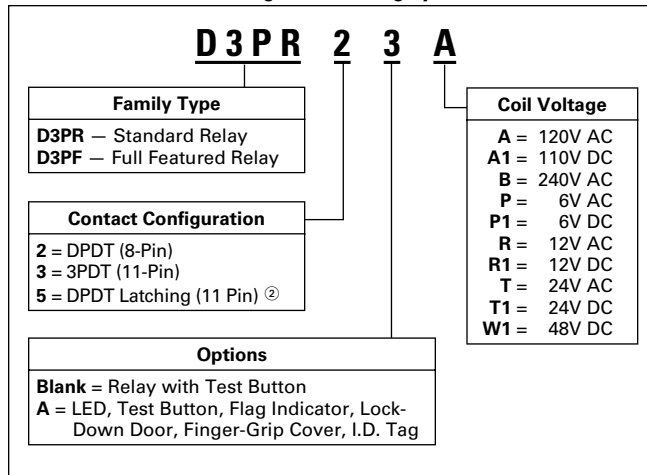 D3PR 2 3 A
Family Type
D3PR — Standard Relay
D3PF — Full Featured Relay
Contact Configuration
2 = DPDT (8-Pin)
3 = 3PDT (11-Pin)
5 = DPDT Latching (11 Pin) ②
Options
Blank = Relay with Test Button
A = LED, Test Button, Flag Indicator, Lock-
Down Door, Finger-Grip Cover, I.D. Tag
Coil Voltage
A = 120V AC
A1 = 110V DC
B = 240V AC
P = 6V AC
P1 = 6V DC
R = 12V AC
R1 = 12V DC
T = 24V AC
T1 = 24V DC
W1 = 48V DC